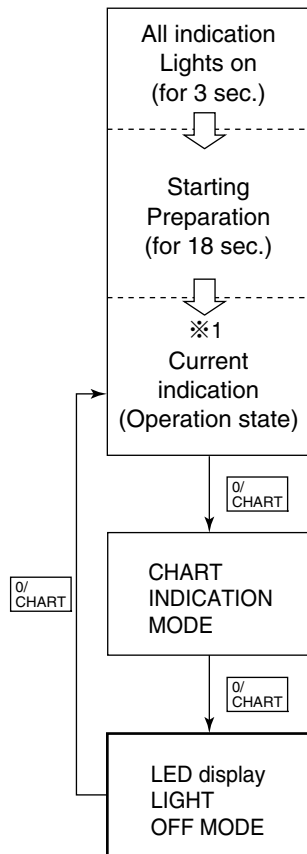 All indication
Lights on
(for 3 sec.)
Starting
Preparation
(for 18 sec.)
※1
Current
indication
(Operation state)
0/
CHART
CHART
INDICATION
MODE
0/
CHART
0/
CHART
LED display
LIGHT
OFF MODE